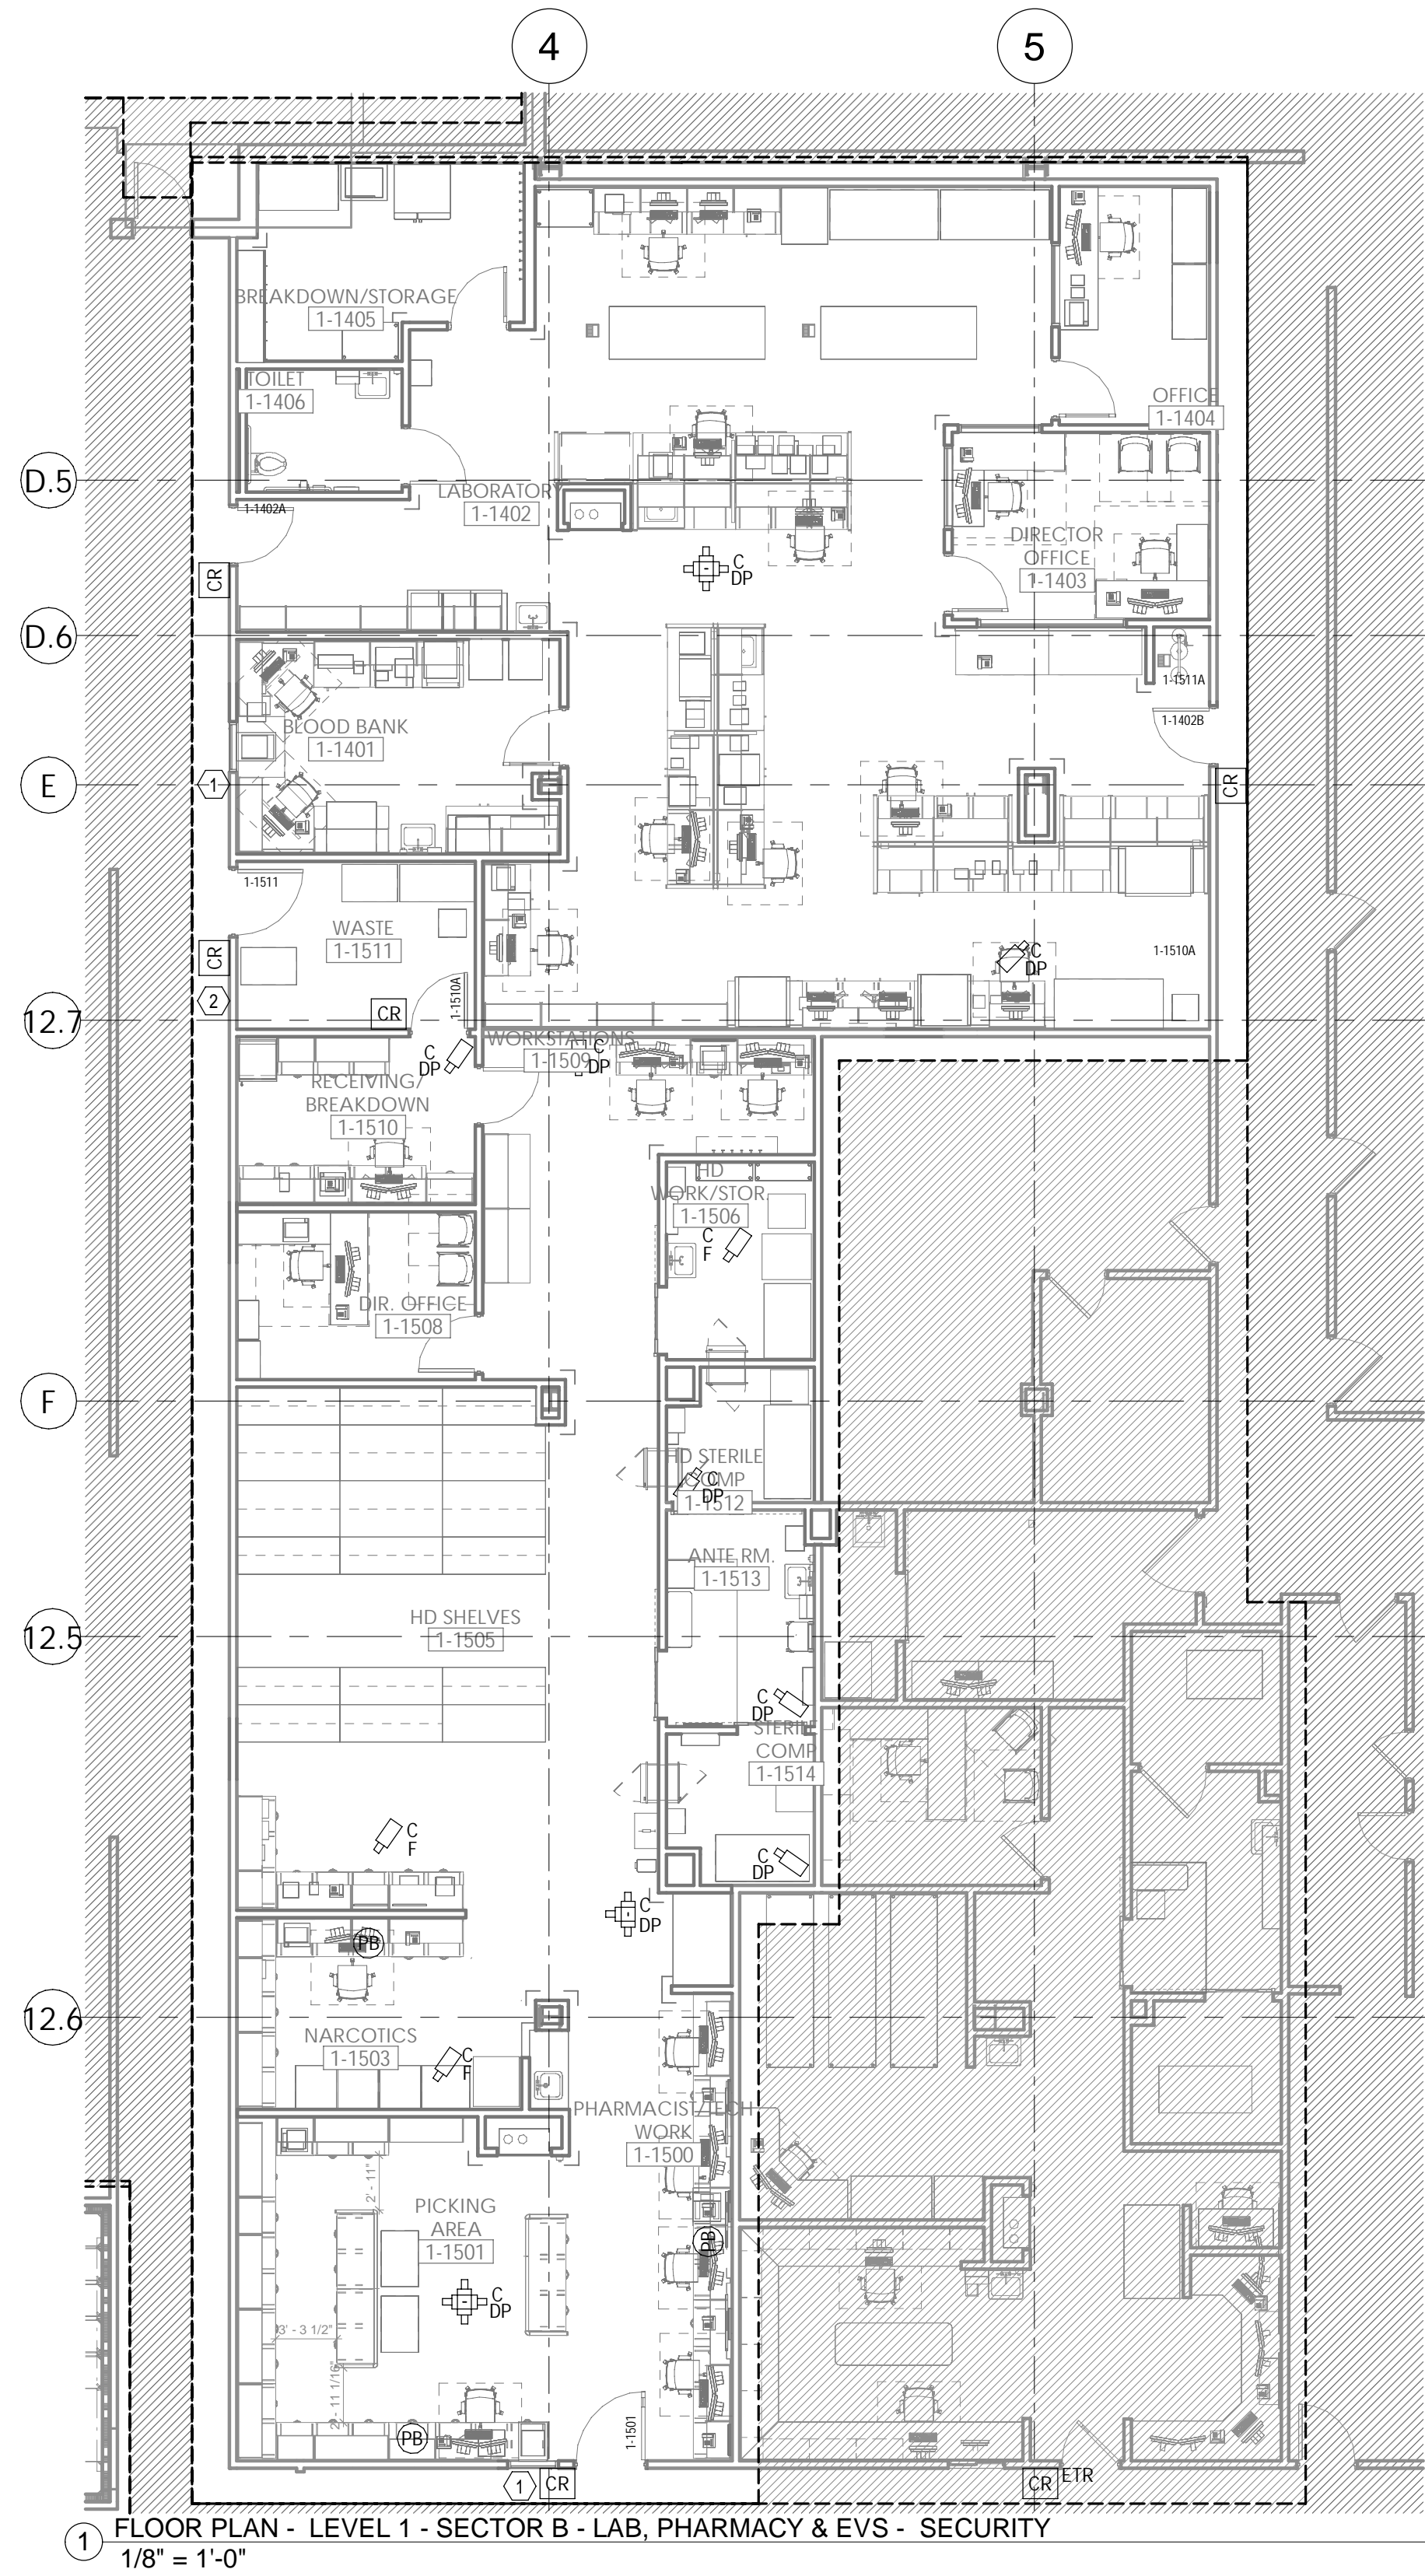 4
5
BREAKDOWN/STORAGE
1-1405
TOILET
1-1406
OFFICE
1-1404
D.5
LABORATORY
1-1402
1-1402A
DIRECTOR
OFFICE
1-1403
C
DP
CR
D.6
1-1511A
1-1402B
BLOOD BANK
1-1401
E
1
CR
1-1511
WASTE
1-1511
CR
2
1-1510A
C
DP
1-1510A
CR
12.7
WORKSTATIONS
1-1509
C
DP
C
DP
RECEIVING/
BREAKDOWN
1-1510
HD
WORK/STOR.
1-1506
C
F
DIR. OFFICE
1-1508
F
HD STERILE
COMP
1-1512
C
DP
ANTE RM.
1-1513
HD SHELVES
1-1505
12.5
C
DP
STERILE
COMP
1-1514
C
F
C
DP
C
DP
PB
12.6
NARCOTICS
1-1503
C
F
PHARMACIST/TECH
WORK
1-1500
2' - 11"
PICKING
AREA
1-1501
PB
C
DP
3' - 3 1/2"
2' - 11 1/16"
PB
1-1501
1
CR
CR
ETR
1
FLOOR PLAN - LEVEL 1 - SECTOR B - LAB, PHARMACY & EVS - SECURITY
1/8" = 1'-0"